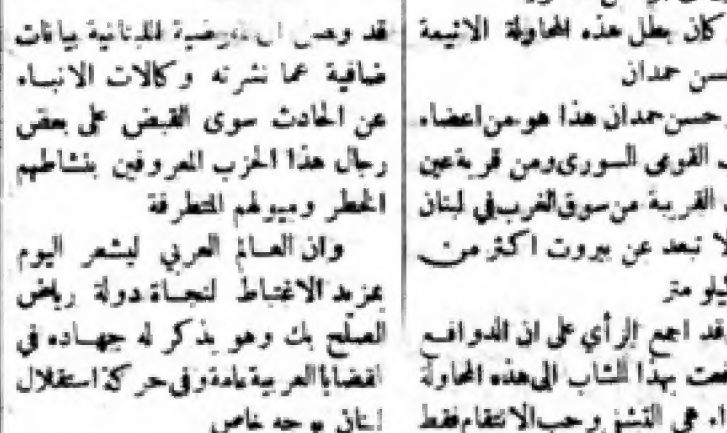 كان بطل هذه المحاولة الاثيمة
حسن حمدان
حسن حمدان هذا هو من اعضاء
القومي السوري ومن قرية عين
القريبة من سوق الغرب في لبنان
لا تبعد عن بيروت اكثر من
كيلو متر
قد اجمع الرأي على ان الدوافع
دفعت بهذا الشاب الى هذه المحاولة
هي التشفي وحب الانتقام فقط
قد وصل الى المفوضية اللبنانية بيانات
ضافية عما نشرته وكالات الانباء
عن الحادث سوى القبض على بعض
رجال هذا الحزب المعروفين بنشاطهم
الخطر وميولهم المتطرفة
وان العالم العربي ليشعر اليوم
بمزيد الاغتباط لنجاة دولة رياض
الصلح بك وهو يذكر له جهاده في
القضايا العربية عامة وفي حركة استقلال
لبنان بوجه خاص